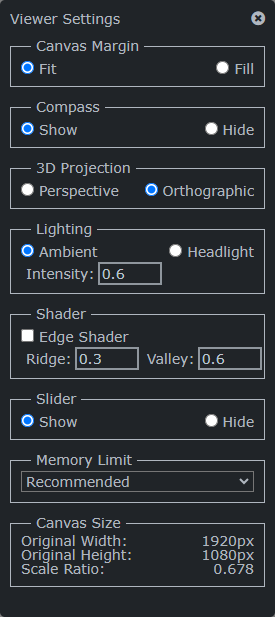 Viewer Settings
Canvas Margin
Fit Fill
Compass
Show Hide
3D Projection
Perspective Orthographic
Lighting
Ambient Headlight
Intensity: 0.6
Shader
Edge Shader
Ridge: 0.3 Valley: 0.6
Slider
Show Hide
Memory Limit
Recommended
Canvas Size
Original Width: 1920px
Original Height: 1080px
Scale Ratio: 0.678